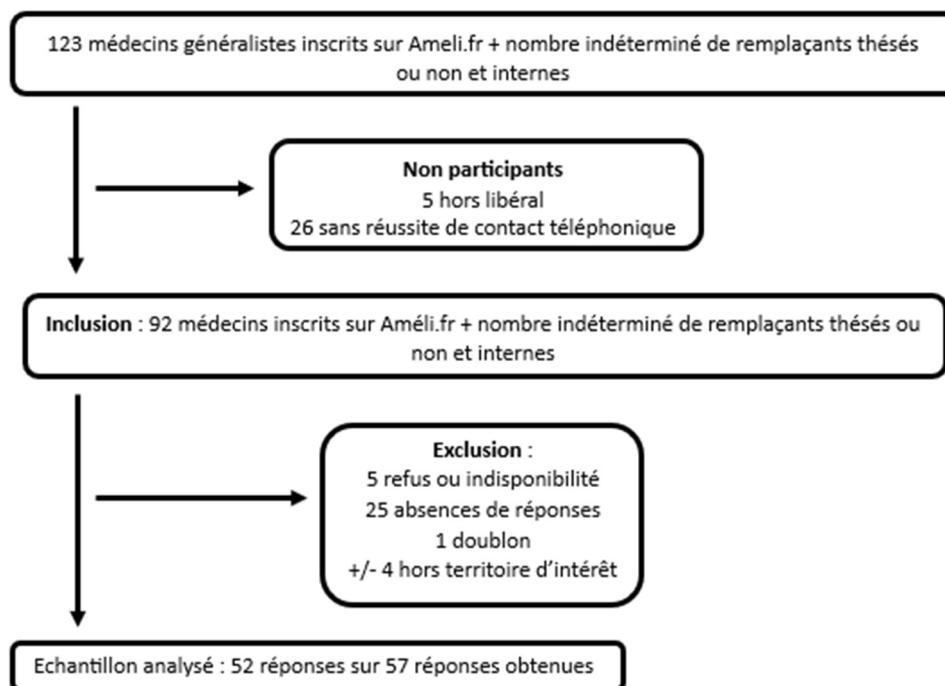 123 médecins généralistes inscrits sur Ameli.fr + nombre indéterminé de remplaçants thésés
ou non et internes
Non participants
5 hors libéral
26 sans réussite de contact téléphonique
Inclusion : 92 médecins inscrits sur Améli.fr + nombre indéterminé de remplaçants thésés ou
non et internes
Exclusion :
5 refus ou indisponibilité
25 absences de réponses
1 doublon
+/- 4 hors territoire d’intérêt
Echantillon analysé : 52 réponses sur 57 réponses obtenues